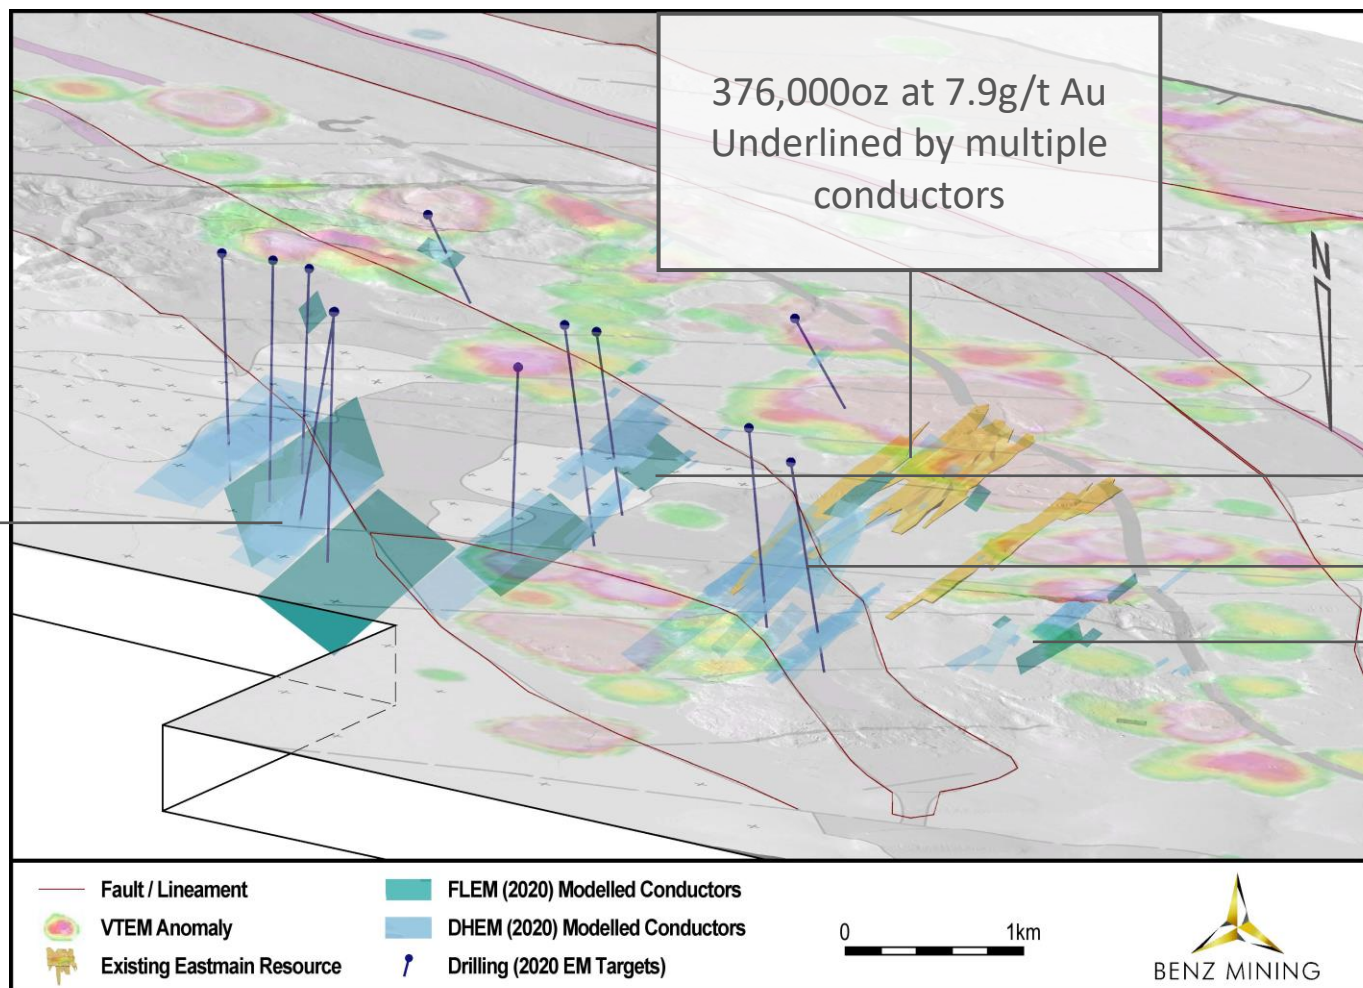 376,000oz at 7.9g/t Au
Underlined by multiple
conductors
N
Fault / Lineament
VTEM Anomaly
Existing Eastmain Resource
FLEM (2020) Modelled Conductors
DHEM (2020) Modelled Conductors
Drilling (2020 EM Targets)
0 1km
BENZ MINING